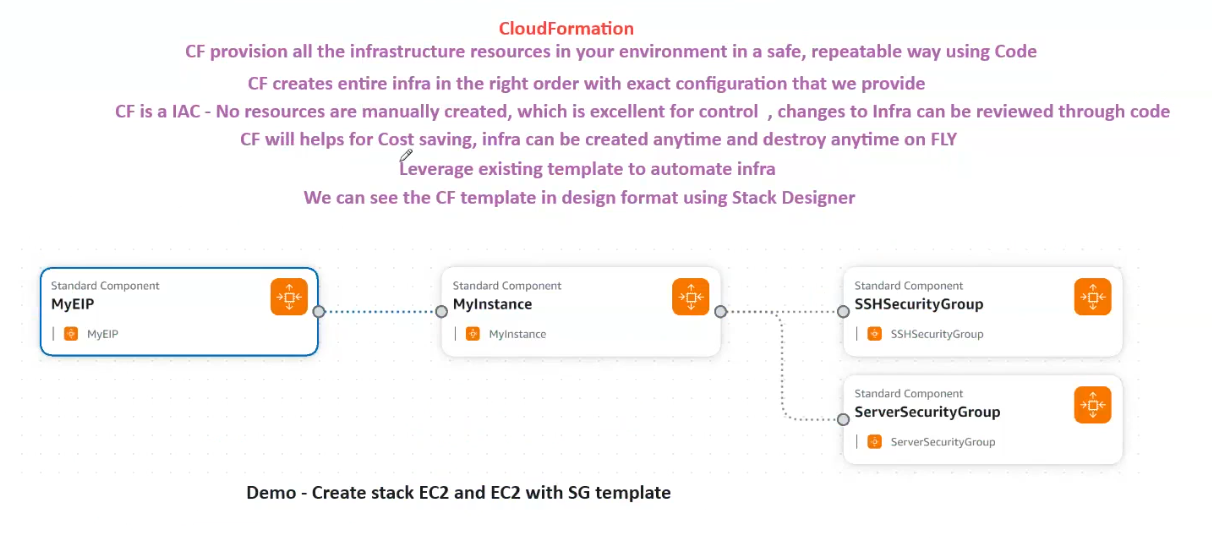 CloudFormation
CF provision all the infrastructure resources in your environment in a safe, repeatable way using Code
CF creates entire infra in the right order with exact configuration that we provide
CF is a IAC - No resources are manually created, which is excellent for control , changes to Infra can be reviewed through code
CF will helps for Cost saving, infra can be created anytime and destroy anytime on FLY
Leverage existing template to automate infra
We can see the CF template in design format using Stack Designer
Standard Component
MyEIP
MyEIP
Standard Component
MyInstance
MyInstance
Standard Component
SSHSecurityGroup
SSHSecurityGroup
Standard Component
ServerSecurityGroup
ServerSecurityGroup
Demo - Create stack EC2 and EC2 with SG template